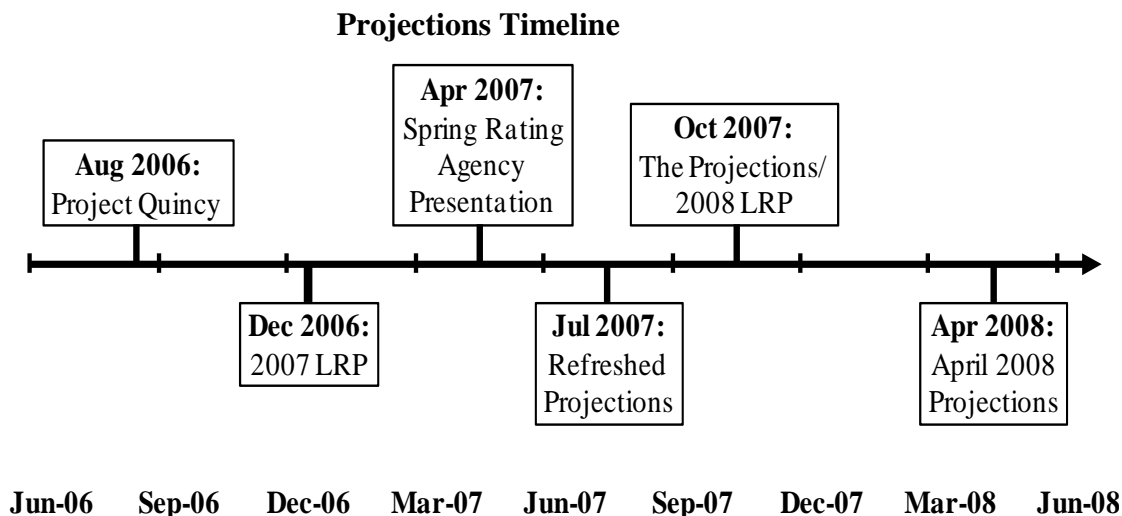 Projections Timeline
Aug 2006:
Project Quincy
Dec 2006:
2007 LRP
Apr 2007:
Spring Rating
Agency
Presentation
Jul 2007:
Refreshed
Projections
Oct 2007:
The Projections/
2008 LRP
Apr 2008:
April 2008
Projections
Jun-06 Sep-06 Dec-06 Mar-07 Jun-07 Sep-07 Dec-07 Mar-08 Jun-08